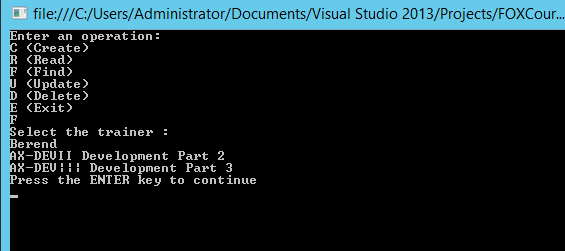 file:///C:/Users/Administrator/Documents/Visual Studio 2013/Projects/FOXCour...
Enter an operation:
C (Create)
R (Read)
F (Find)
U (Update)
D (Delete)
E (Exit)
F
Select the trainer :
Berend
AX-DEVII Development Part 2
AX-DEV¦¦¦ Development Part 3
Press the ENTER key to continue